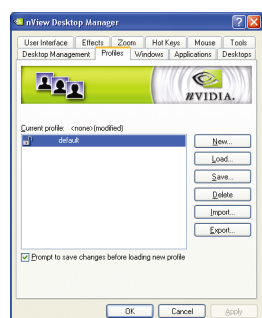 nView Desktop Manager
User Interface Effects Zoom Hot Keys Mouse Tools
Desktop Management Profiles Windows Applications Desktops
nVIDIA.
Current profile: <none>(modified)
default
New...
Load...
Save...
Delete
Import...
Export...
Prompt to save changes before loading new profile
OK Cancel Apply